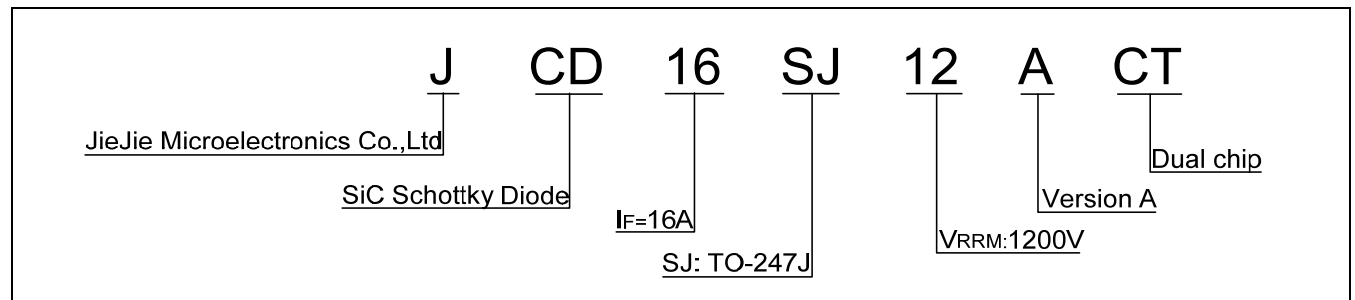 J CD 16 SJ 12 A CT
JieJie Microelectronics Co.,Ltd
Dual chip
SiC Schottky Diode
Version A
IF=16A
VRRM:1200V
SJ: TO-247J